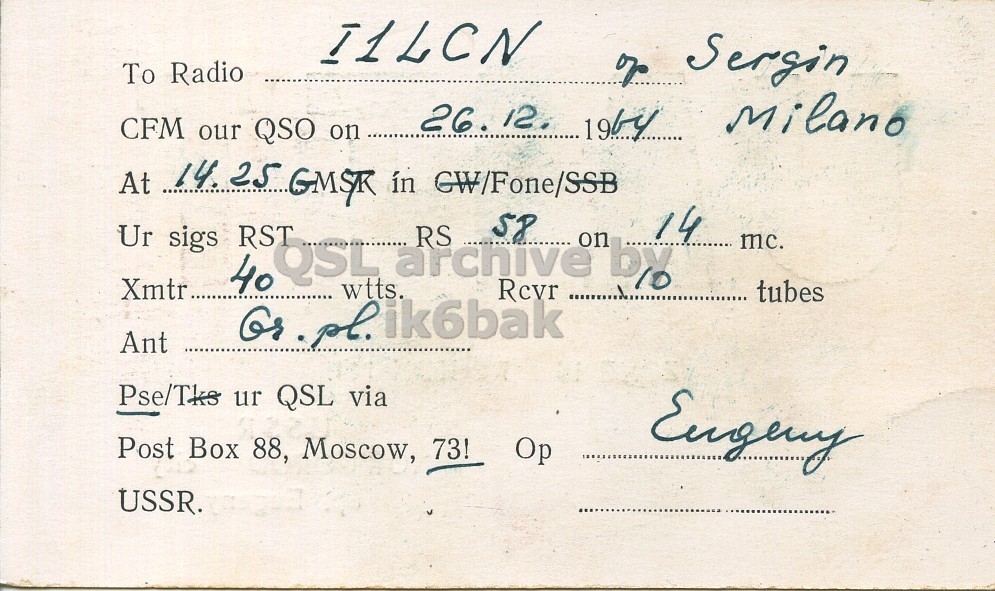 To Radio I1LCN op Sergin
CFM our QSO on 26.12. 1964 Milano
At 14.25 GMT in CW/Fone/SSB
Ur sigs RST RS 58 on 14 mc.
QSL archive by
Xmtr 40 wtts. Rcvr 10 tubes
ik6bak
Ant Gr. pl.
Pse/Tks ur QSL via
Post Box 88, Moscow, 73! Op Eugeny
USSR.